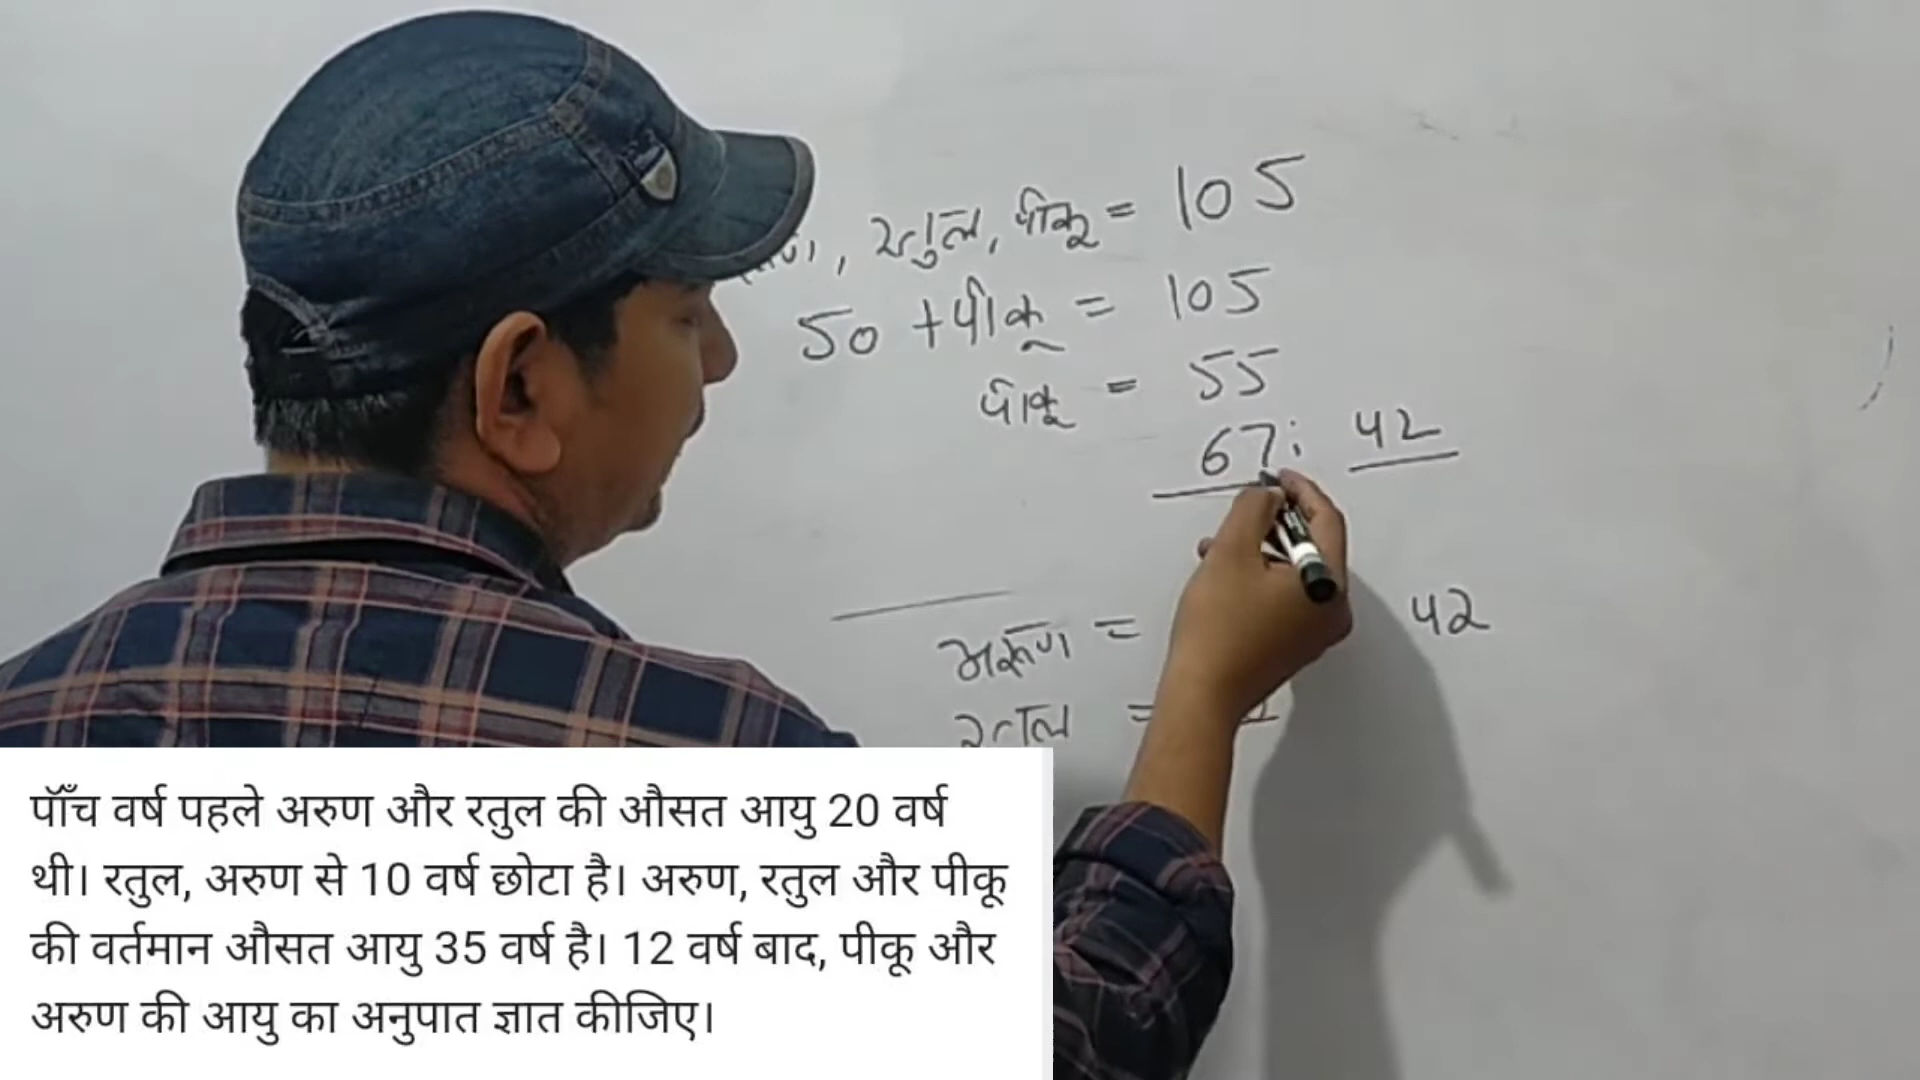 रतुल, पीकू = 105
50 + पीकू = 105
पीकू = 55
67 : 42
अरुण = 42
रतुल =
पाँच वर्ष पहले अरुण और रतुल की औसत आयु 20 वर्ष
थी। रतुल, अरुण से 10 वर्ष छोटा है। अरुण, रतुल और पीकू
की वर्तमान औसत आयु 35 वर्ष है। 12 वर्ष बाद, पीकू और
अरुण की आयु का अनुपात ज्ञात कीजिए।